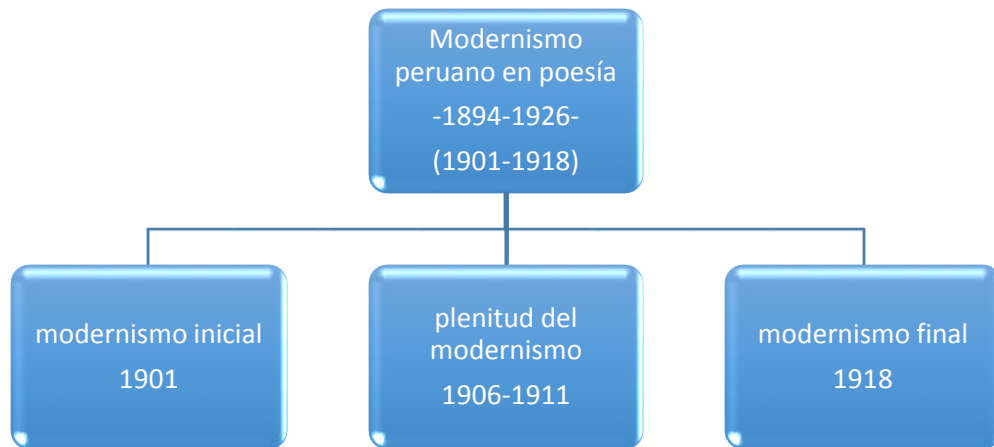 Modernismo
peruano en poesía
-1894-1926-
(1901-1918)
modernismo inicial
1901
plenitud del
modernismo
1906-1911
modernismo final
1918